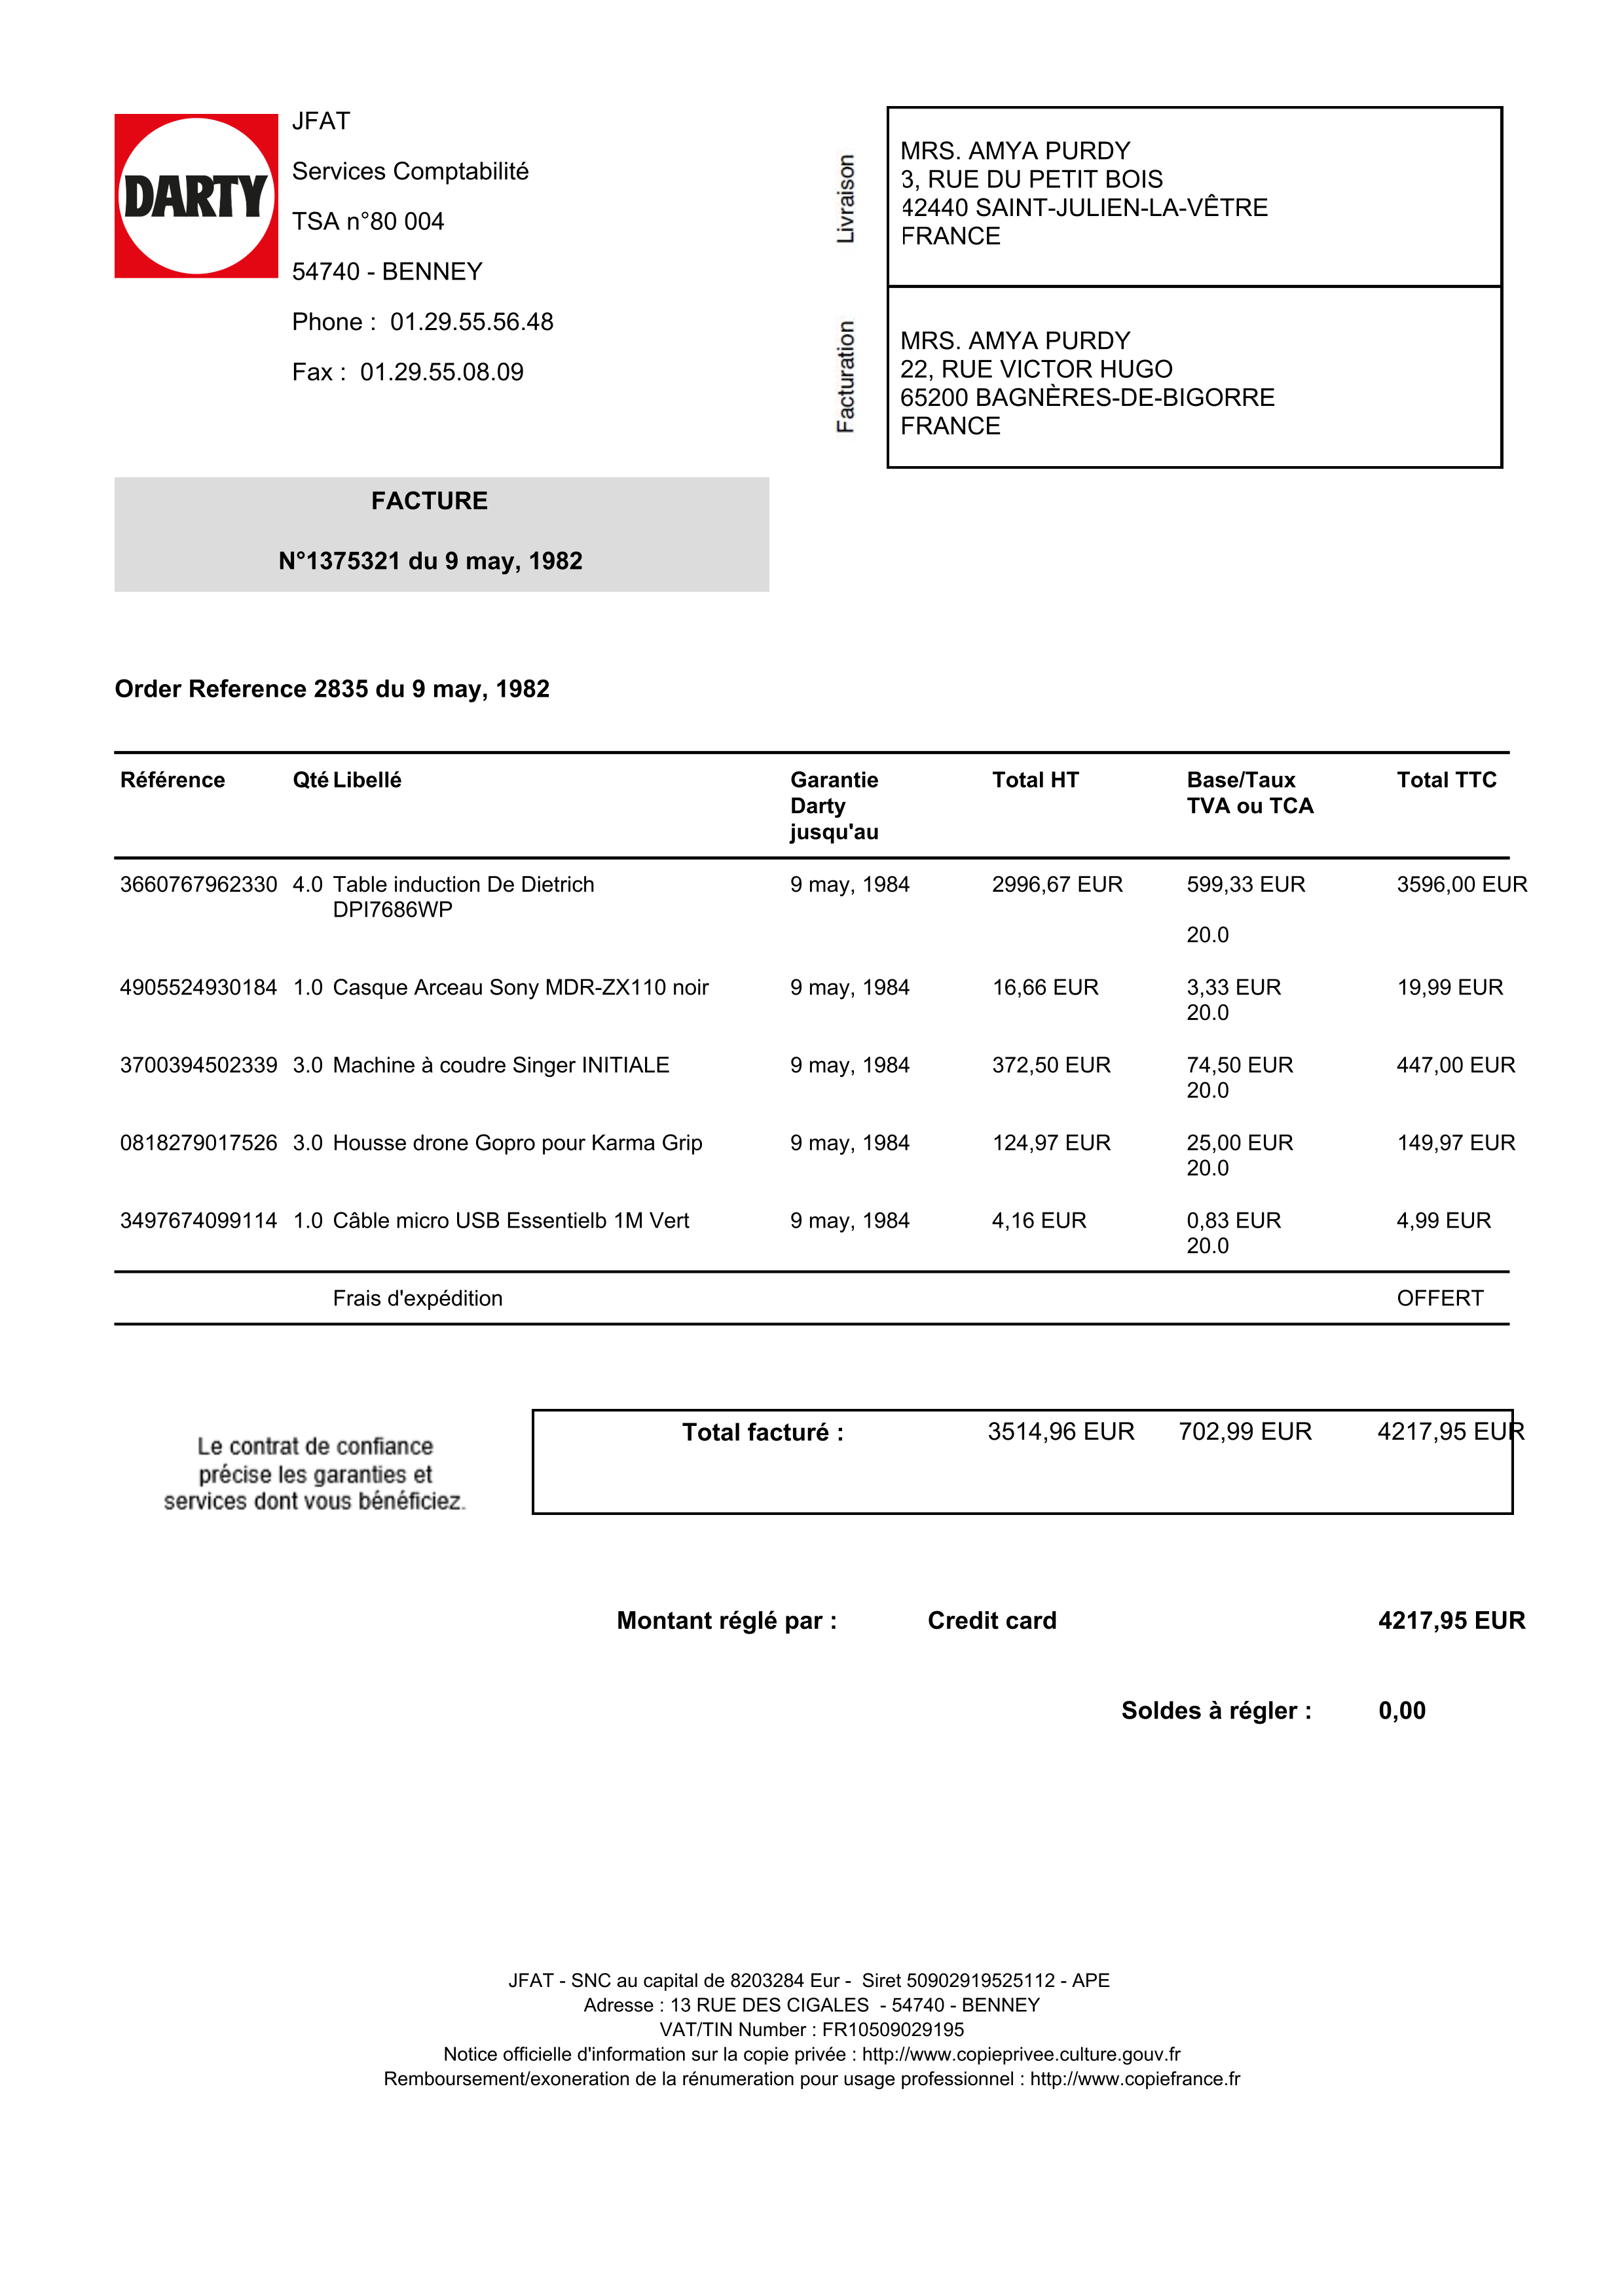 DARTY
JFAT
Services Comptabilité
TSA n°80 004
54740 - BENNEY
Phone :  01.29.55.56.48
Fax :  01.29.55.08.09
Livraison
MRS. AMYA PURDY
3, RUE DU PETIT BOIS
42440 SAINT-JULIEN-LA-VÊTRE
FRANCE
Facturation
MRS. AMYA PURDY
22, RUE VICTOR HUGO
65200 BAGNÈRES-DE-BIGORRE
FRANCE
FACTURE
N°1375321 du 9 may, 1982
Order Reference 2835 du 9 may, 1982
Référence Qté Libellé Garantie Total HT Base/Taux Total TTC
Darty TVA ou TCA
jusqu'au
3660767962330 4.0 Table induction De Dietrich 9 may, 1984 2996,67 EUR 599,33 EUR 3596,00 EUR
DPI7686WP
20.0
4905524930184 1.0 Casque Arceau Sony MDR-ZX110 noir 9 may, 1984 16,66 EUR 3,33 EUR 19,99 EUR
20.0
3700394502339 3.0 Machine à coudre Singer INITIALE 9 may, 1984 372,50 EUR 74,50 EUR 447,00 EUR
20.0
0818279017526 3.0 Housse drone Gopro pour Karma Grip 9 may, 1984 124,97 EUR 25,00 EUR 149,97 EUR
20.0
3497674099114 1.0 Câble micro USB Essentielb 1M Vert 9 may, 1984 4,16 EUR 0,83 EUR 4,99 EUR
20.0
Frais d'expédition OFFERT
Total facturé : 3514,96 EUR 702,99 EUR 4217,95 EUR
Le contrat de confiance
précise les garanties et
services dont vous bénéficiez.
Montant réglé par : Credit card 4217,95 EUR
Soldes à régler : 0,00
JFAT - SNC au capital de 8203284 Eur -  Siret 50902919525112 - APE
Adresse : 13 RUE DES CIGALES  - 54740 - BENNEY
VAT/TIN Number : FR10509029195
Notice officielle d'information sur la copie privée : http://www.copieprivee.culture.gouv.fr
Remboursement/exoneration de la rénumeration pour usage professionnel : http://www.copiefrance.fr